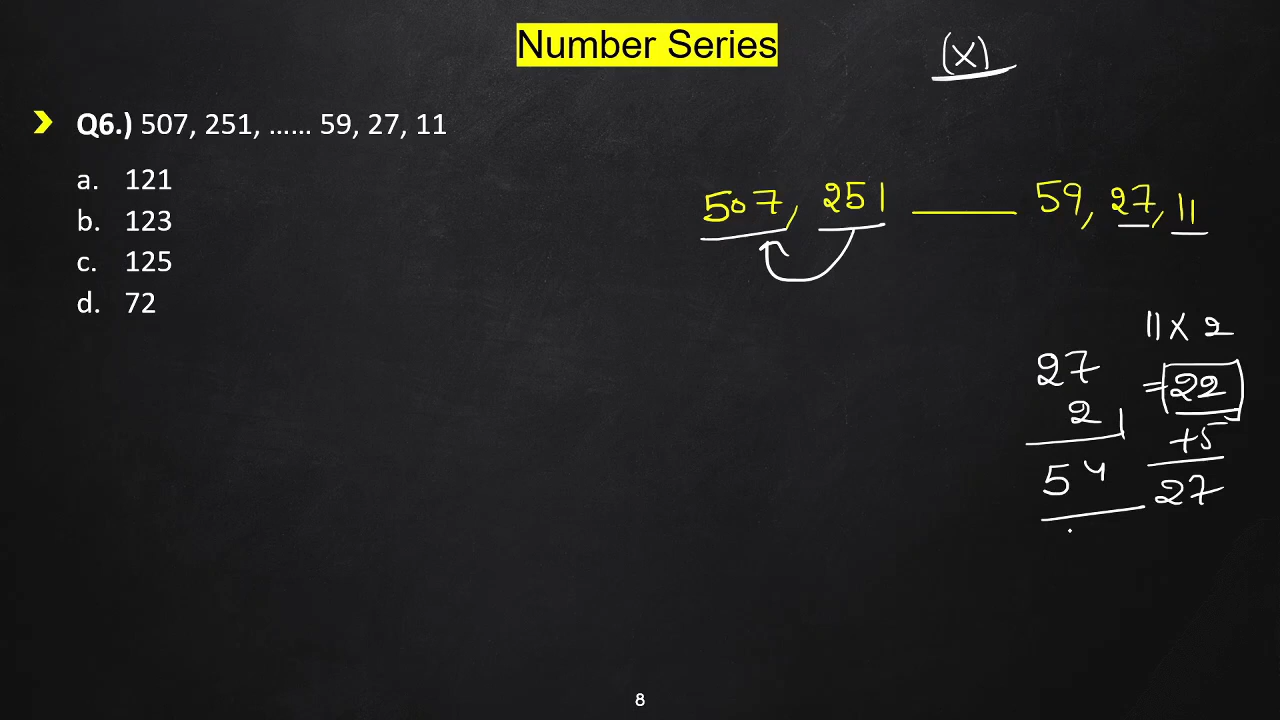 Number Series
(x)
Q6.) 507, 251, ...... 59, 27, 11
a. 121
b. 123
c. 125
d. 72
507, 251 ____ 59, 27, 11
11 x 2
= 22
+5
27
27
2
54
8